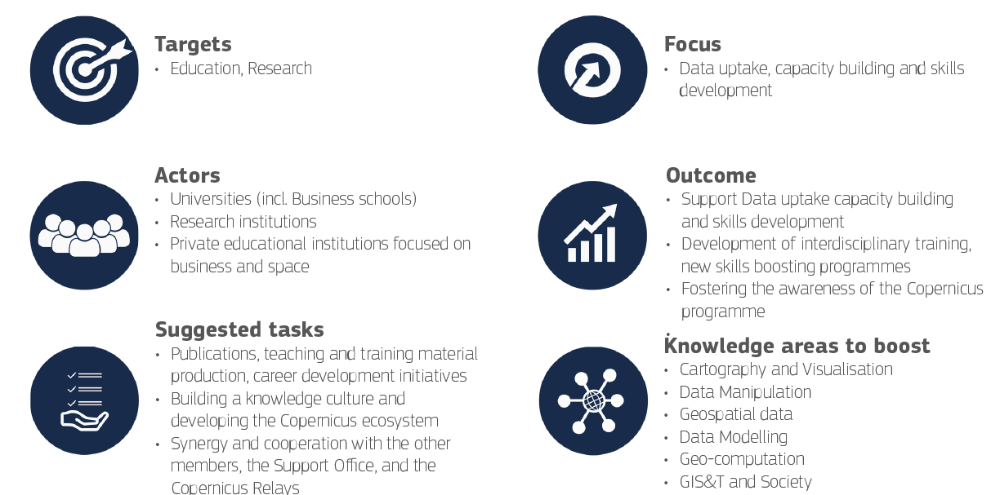 Targets
• Education, Research
Actors
• Universities (incl. Business schools)
• Research institutions
• Private educational institutions focused on
business and space
Suggested tasks
• Publications, teaching and training material
production, career development initiatives
• Building a knowledge culture and
developing the Copernicus ecosystem
• Synergy and cooperation with the other
members, the Support Office, and the
Copernicus Relays
Focus
• Data uptake, capacity building and skills
development
Outcome
• Support Data uptake capacity building
and skills development
• Development of interdisciplinary training,
new skills boosting programmes
• Fostering the awareness of the Copernicus
programme
•
Knowledge areas to boost
• Cartography and Visualisation
• Data Manipulation
• Geospatial data
• Data Modelling
• Geo-computation
• GIS&T and Society